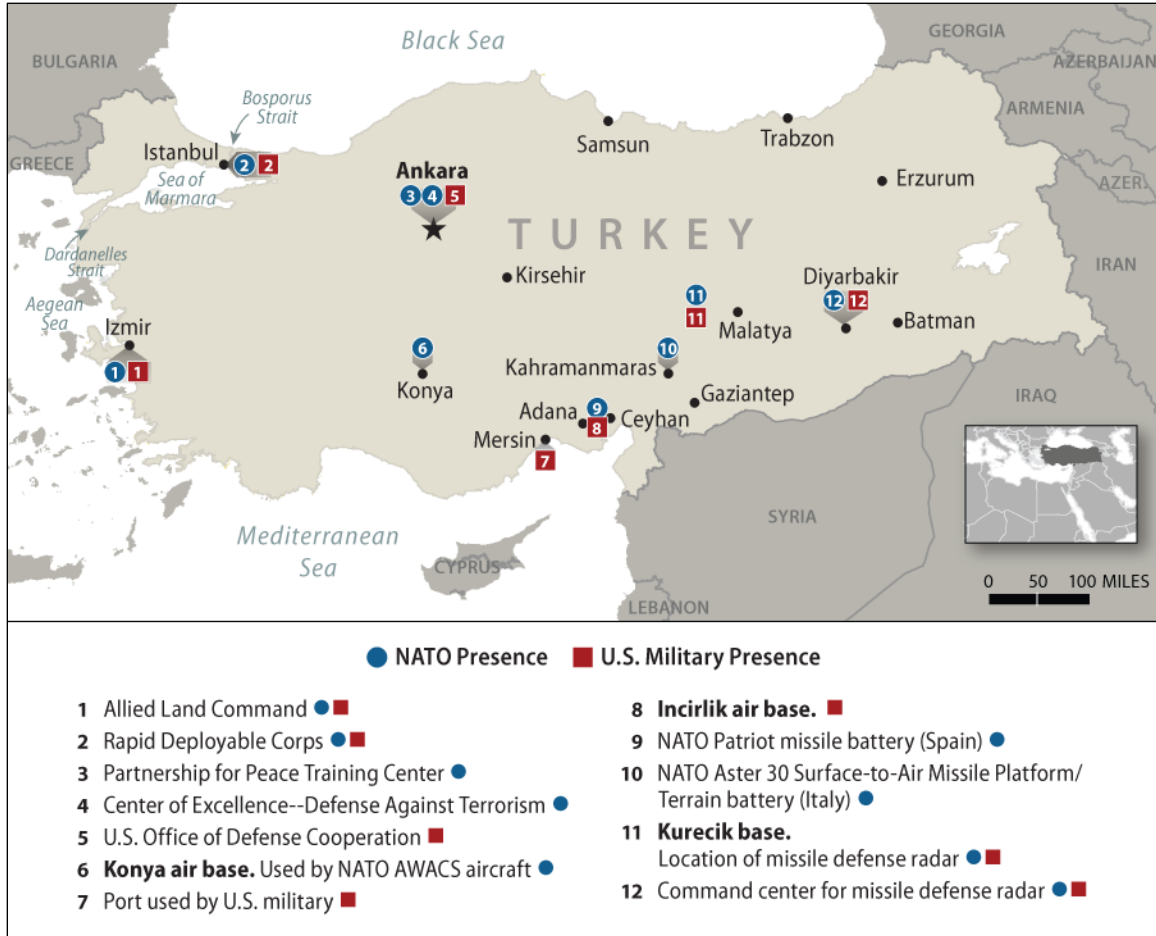 Black Sea
BULGARIA
GEORGIA
AZERBAIJAN
ARMENIA
AZER.
Bosporus
Strait
Istanbul
2
2
GREECE
Sea of
Marmara
Samsun
Trabzon
Ankara
3
4
5
Erzurum
TURKEY
Dardanelles
Strait
IRAN
Kirsehir
Diyarbakir
12
12
Aegean
Sea
11
11
Malatya
Batman
Izmir
1
1
6
Konya
10
Kahramanmaras
IRAQ
Gaziantep
Adana
9
8
Ceyhan
Mersin
7
Mediterranean
Sea
SYRIA
CYPRUS
LEBANON
0 50 100 MILES
NATO Presence
U.S. Military Presence
1 Allied Land Command
2 Rapid Deployable Corps
3 Partnership for Peace Training Center
4 Center of Excellence--Defense Against Terrorism
5 U.S. Office of Defense Cooperation
6 Konya air base. Used by NATO AWACS aircraft
7 Port used by U.S. military
8 Incirlik air base.
9 NATO Patriot missile battery (Spain)
10 NATO Aster 30 Surface-to-Air Missile Platform/
Terrain battery (Italy)
11 Kurecik base.
Location of missile defense radar
12 Command center for missile defense radar